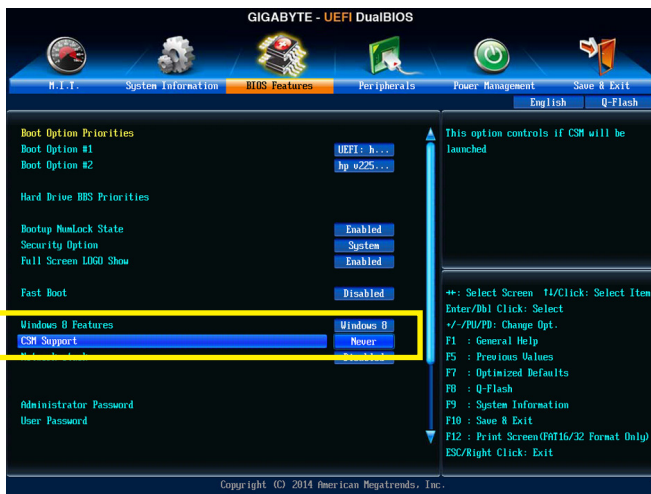 GIGABYTE - UEFI DualBIOS
M.I.T. System Information BIOS Features Peripherals Power Management Save & Exit
English Q-Flash
Boot Option Priorities
Boot Option #1 UEFI: h...
Boot Option #2 hp v225...
Hard Drive BBS Priorities
Bootup NumLock State Enabled
Security Option System
Full Screen LOGO Show Enabled
Fast Boot Disabled
Windows 8 Features Windows 8
CSM Support Never
Administrator Password
User Password
This option controls if CSM will be
launched
: Select Screen ↑↓/Click: Select Item
Enter/Dbl Click: Select
+/-/PU/PD: Change Opt.
F1 : General Help
F5 : Previous Values
F7 : Optimized Defaults
F8 : Q-Flash
F9 : System Information
F10 : Save & Exit
F12 : Print Screen(FAT16/32 Format Only)
ESC/Right Click: Exit
Copyright (C) 2014 American Megatrends, Inc.